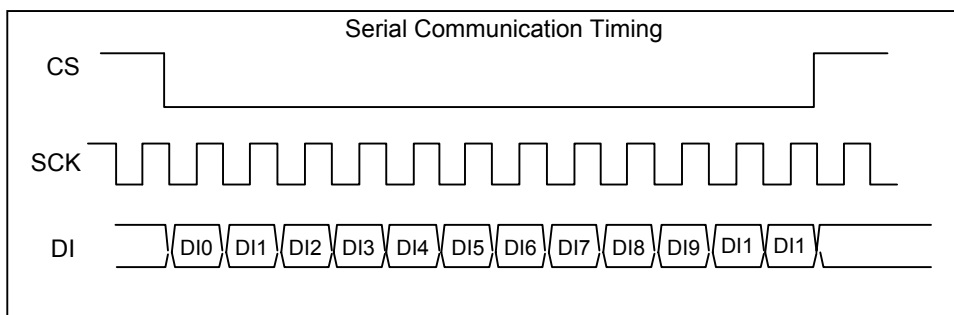 Serial Communication Timing
CS
SCK
DI
DI0 DI1 DI2 DI3 DI4 DI5 DI6 DI7 DI8 DI9 DI1 DI1